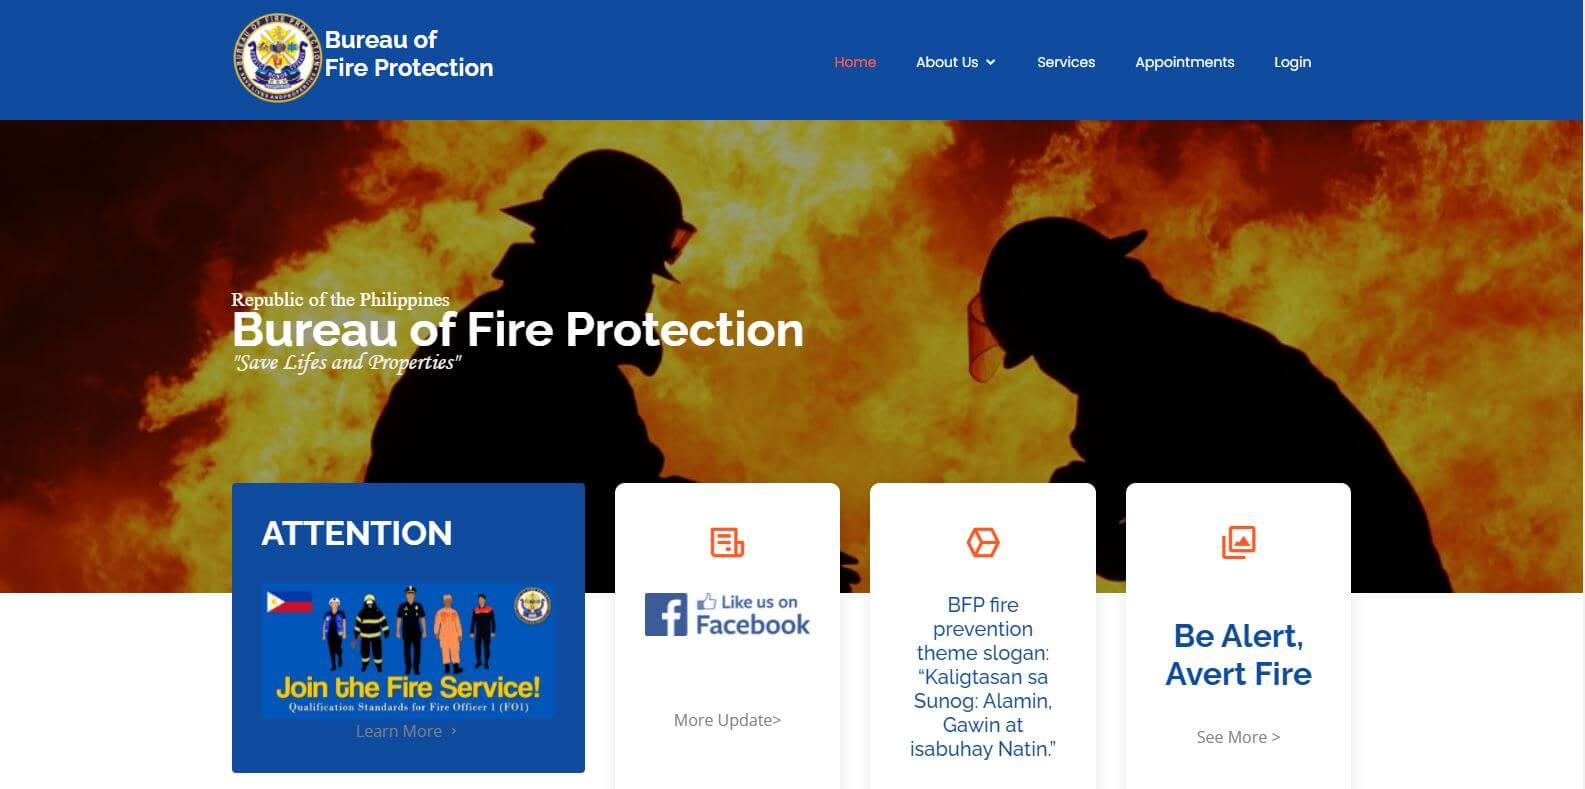 Bureau of
Fire Protection
Home
About Us
Services
Appointments
Login
Republic of the Philippines
Bureau of Fire Protection
"Save Lifes and Properties"
ATTENTION
Join the Fire Service!
Qualification Standards for Fire Officer 1 (FO1)
Learn More >
Like us on
Facebook
More Update>
BFP fire
prevention
theme slogan:
“Kaligtasan sa
Sunog: Alamin,
Gawin at
isabuhay Natin.”
Be Alert,
Avert Fire
See More >